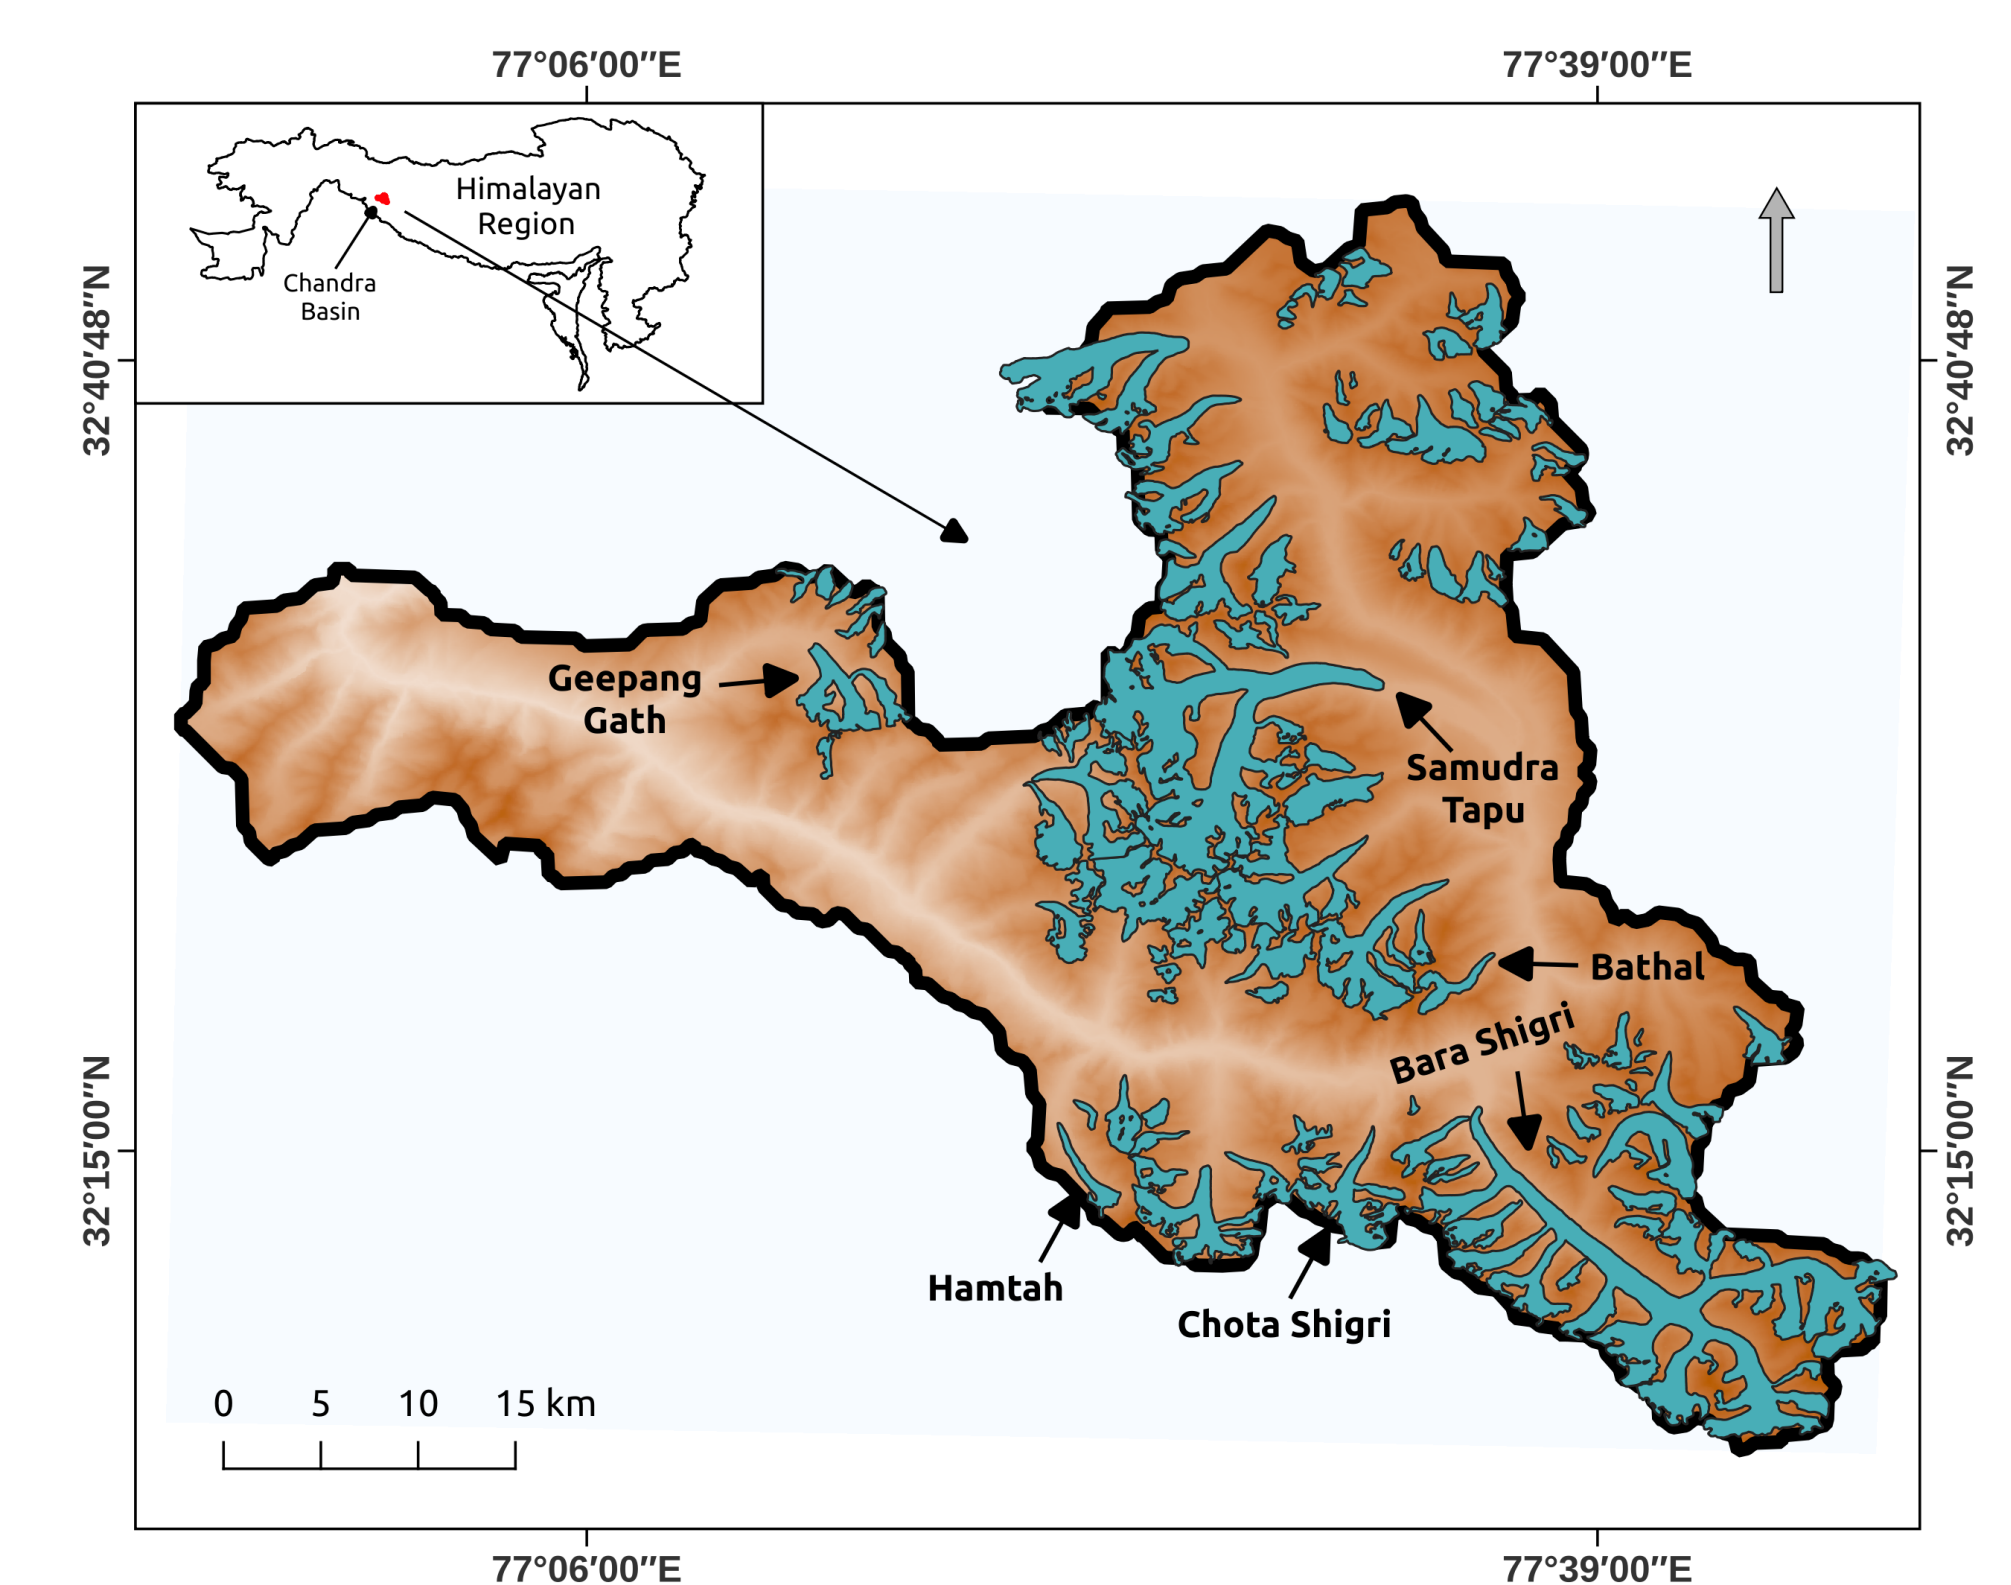 77°06′00″E
77°39′00″E
Himalayan
Region
Chandra
Basin
32°40′48″N
32°40′48″N
Geepang
Gath
Samudra
Tapu
Bathal
Bara Shigri
32°15′00″N
32°15′00″N
Hamtah
Chota Shigri
0 5 10 15 km
77°06′00″E
77°39′00″E